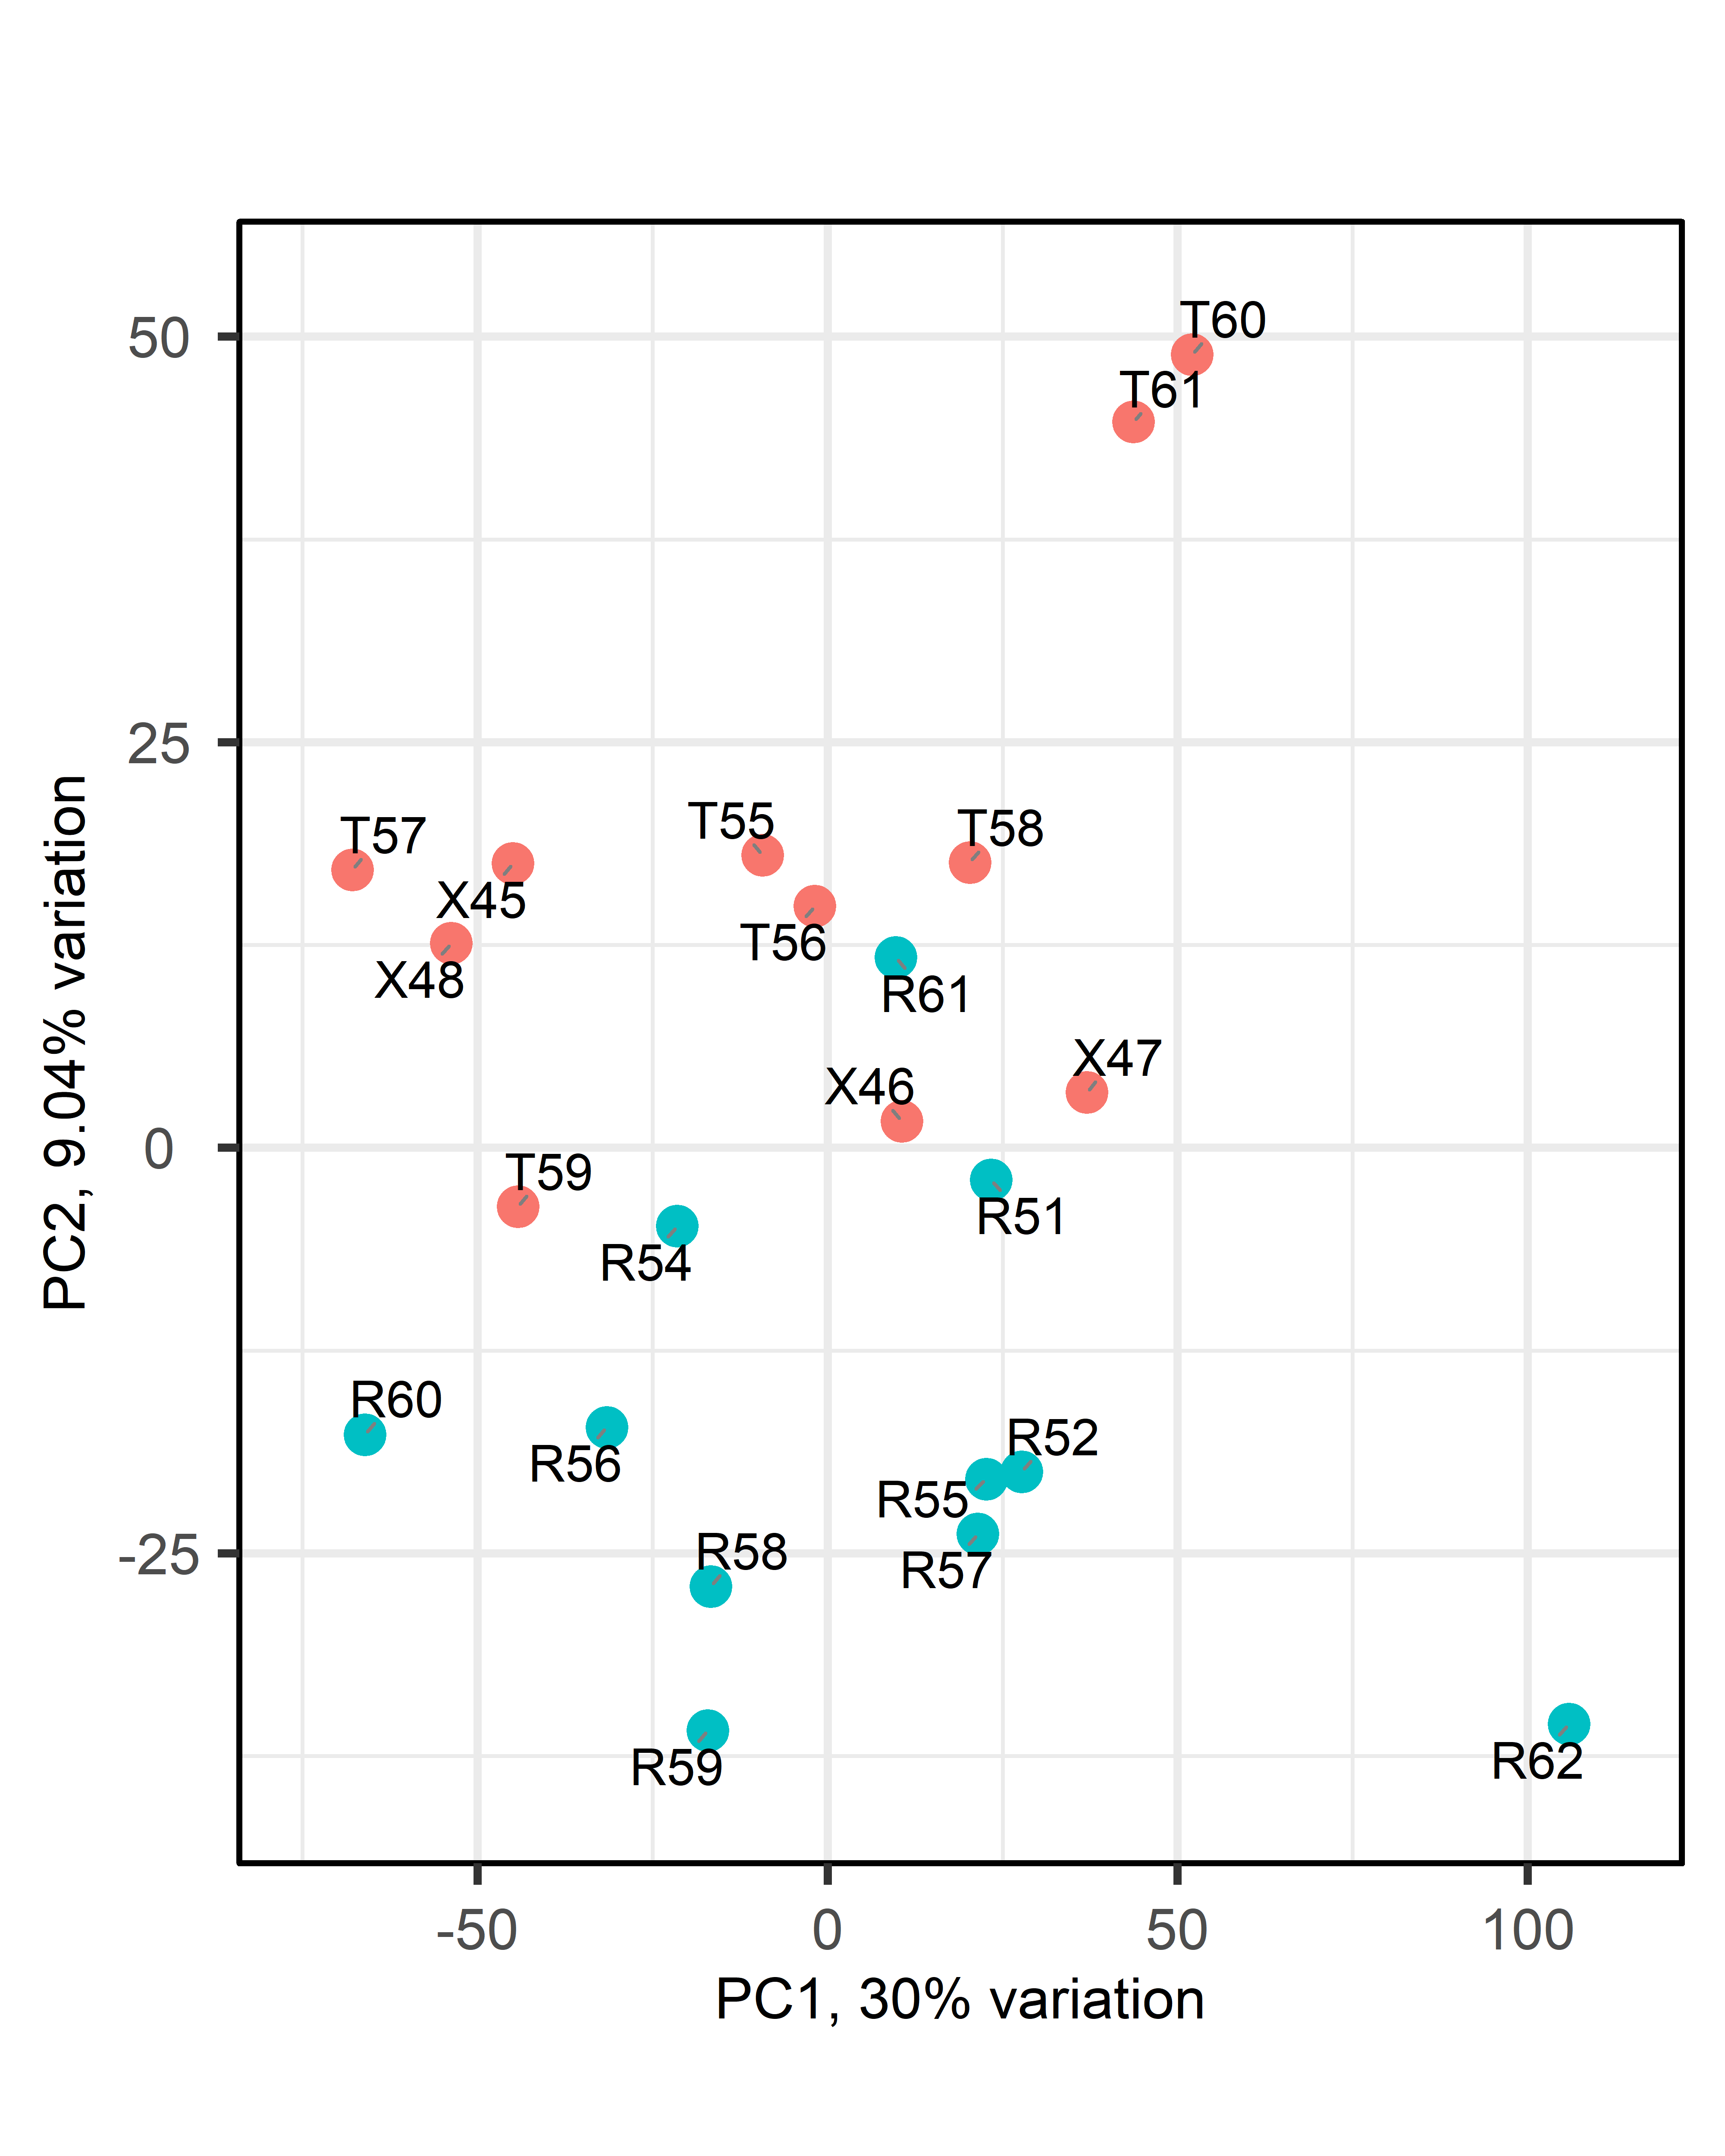 T60
50
T61
25
T55
T58
T57
X45
T56
X48
R61
X47
X46
0
T59
R51
R54
R60
R52
R56
R55
-25
R58
R57
R62
R59
-50
0
50
100
PC1, 30% variation
PC2, 9.04% variation